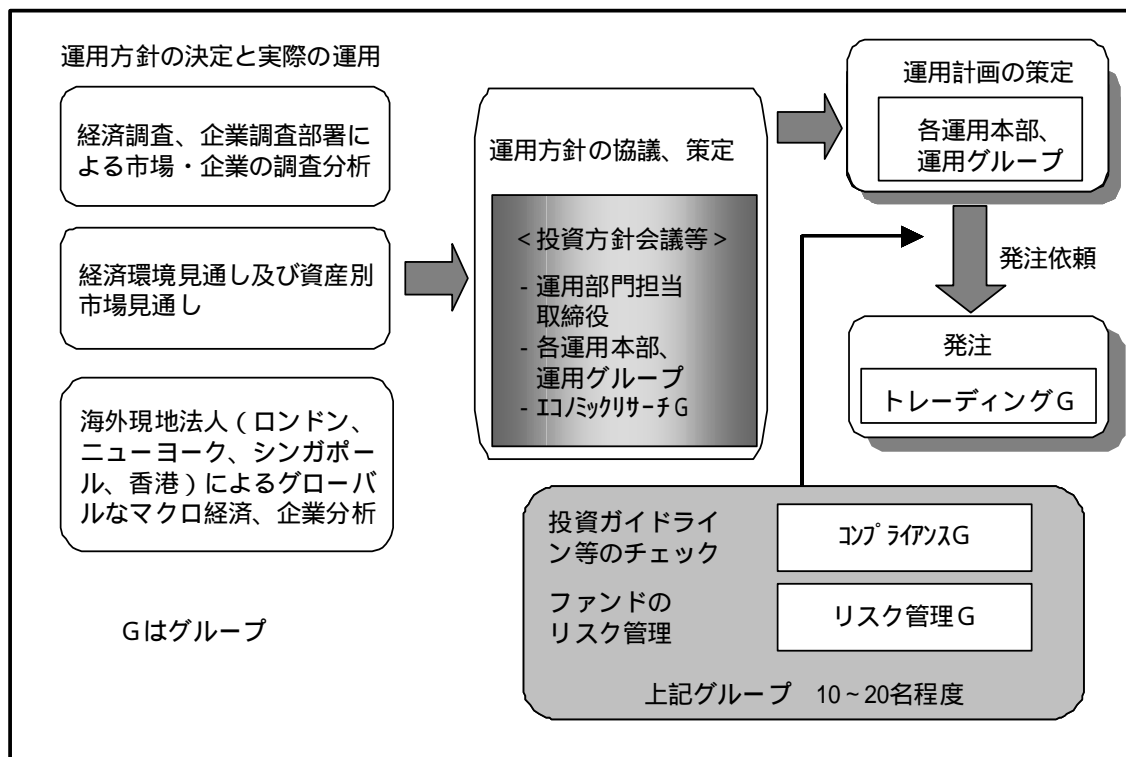 運用方針の決定と実際の運用
経済調査、企業調査部署に
よる市場・企業の調査分析
経済環境見通し及び資産別
市場見通し
海外現地法人（ロンドン、
ニューヨーク、シンガポー
ル、香港）によるグローバ
ルなマクロ経済、企業分析
Gはグループ
運用方針の協議、策定
＜投資方針会議等＞
- 運用部門担当
取締役
- 各運用本部、
運用グループ
- ｴｺﾉﾐｯｸﾘｻｰﾁG
運用計画の策定
各運用本部、
運用グループ
発注依頼
発注
トレーディングG
投資ガイドライ
ン等のチェック
ｺﾝﾌﾟﾗｲｱﾝｽG
ファンドの
リスク管理
リスク管理G
上記グループ　10~20名程度